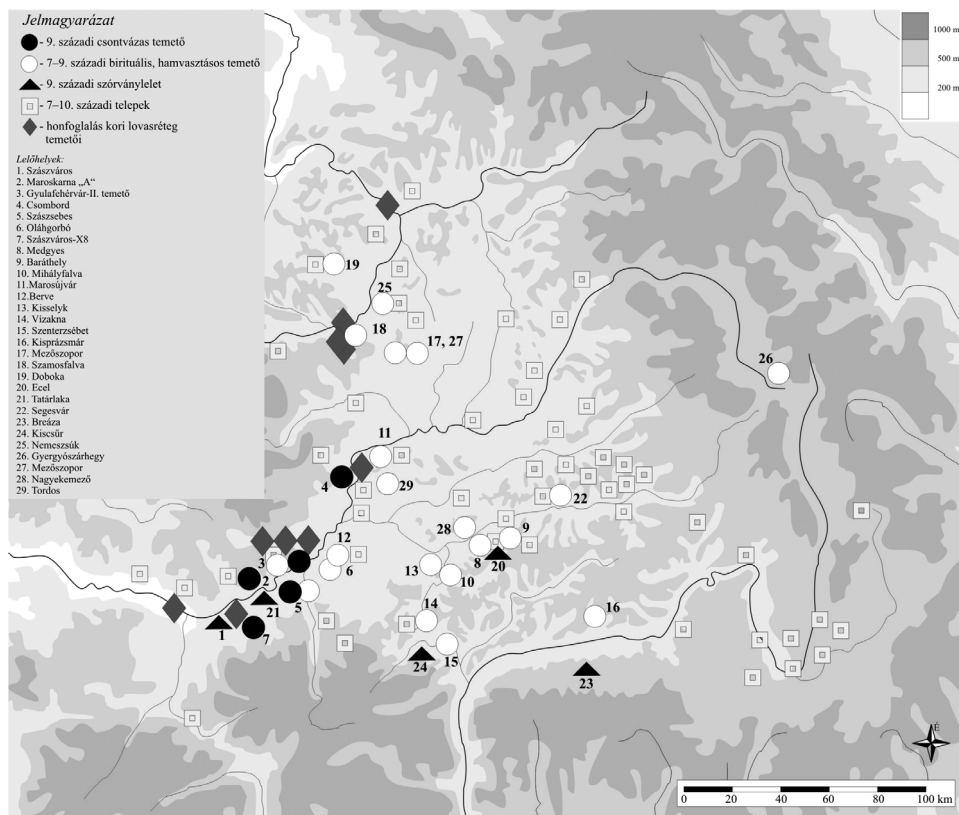 Jelmagyarázat
- 9. századi csontvázas temető
- 7–9. századi birituális, hamvasztásos temető
- 9. századi szórványlelet
- 7–10. századi telepek
- honfoglalás kori lovasréteg
temetői
Lelőhelyek:
1. Szászváros
2. Maroskarna „A“
3. Gyulafehérvár-II. temető
4. Csombord
5. Szászsebes
6. Oláhgorbó
7. Szászváros-X8
8. Medgyes
9. Baráthely
10. Mihályfalva
11.Marosújvár
12.Berve
13. Kisselyk
14. Vizakna
15. Szenterzsébet
16. Kisprázsmár
17. Mezőszopor
18. Szamosfalva
19. Doboka
20. Ecel
21. Tatárlaka
22. Segesvár
23. Breáza
24. Kiscsűr
25. Nemeszsúk
26. Gyergyószárhegy
27. Mezőszopor
28. Nagyekemező
29. Tordos
1000 m
500 m
200 m
19
25
18
17, 27
26
11
4
29
22
28
9
12
3
8
20
2
6
13
10
5
21
14
16
1
7
15
24
23
É
0 20 40 60 80 100 km